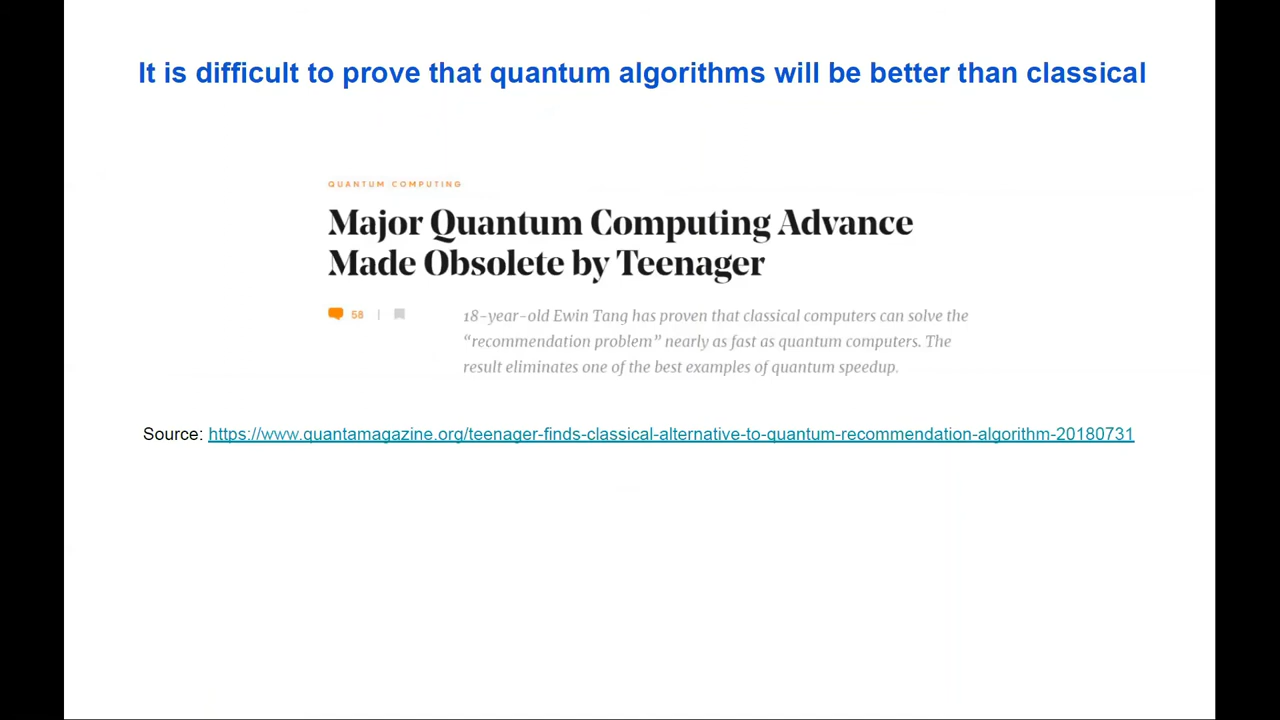 It is difficult to prove that quantum algorithms will be better than classical
QUANTUM COMPUTING
Major Quantum Computing Advance
Made Obsolete by Teenager
58 |
18-year-old Ewin Tang has proven that classical computers can solve the
“recommendation problem” nearly as fast as quantum computers. The
result eliminates one of the best examples of quantum speedup.
Source: https://www.quantamagazine.org/teenager-finds-classical-alternative-to-quantum-recommendation-algorithm-20180731